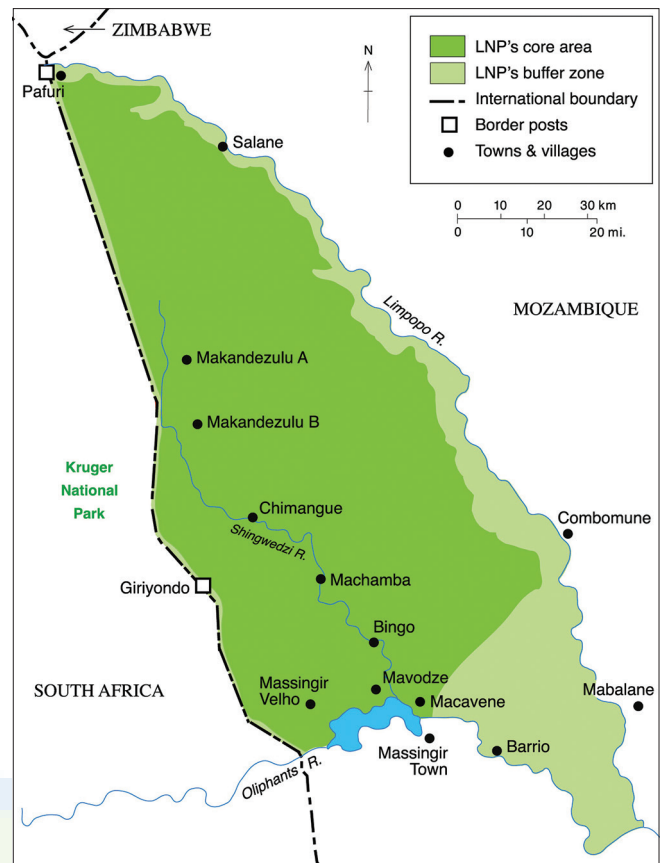 ZIMBABWE
Pafuri
N
Salane
LNP's core area
LNP's buffer zone
International boundary
Border posts
Towns & villages
0 10 20 30 km
0 10 20 mi.
MOZAMBIQUE
Limpopo R.
Makandezulu A
Makandezulu B
Kruger
National
Park
Chimangue
Shingwedzi R.
Combomune
Giriyondo
Machamba
Bingo
SOUTH AFRICA
Massingir
Velho
Mavodze
Macavene
Mabalane
Massingir
Town
Barrio
Oliphants R.